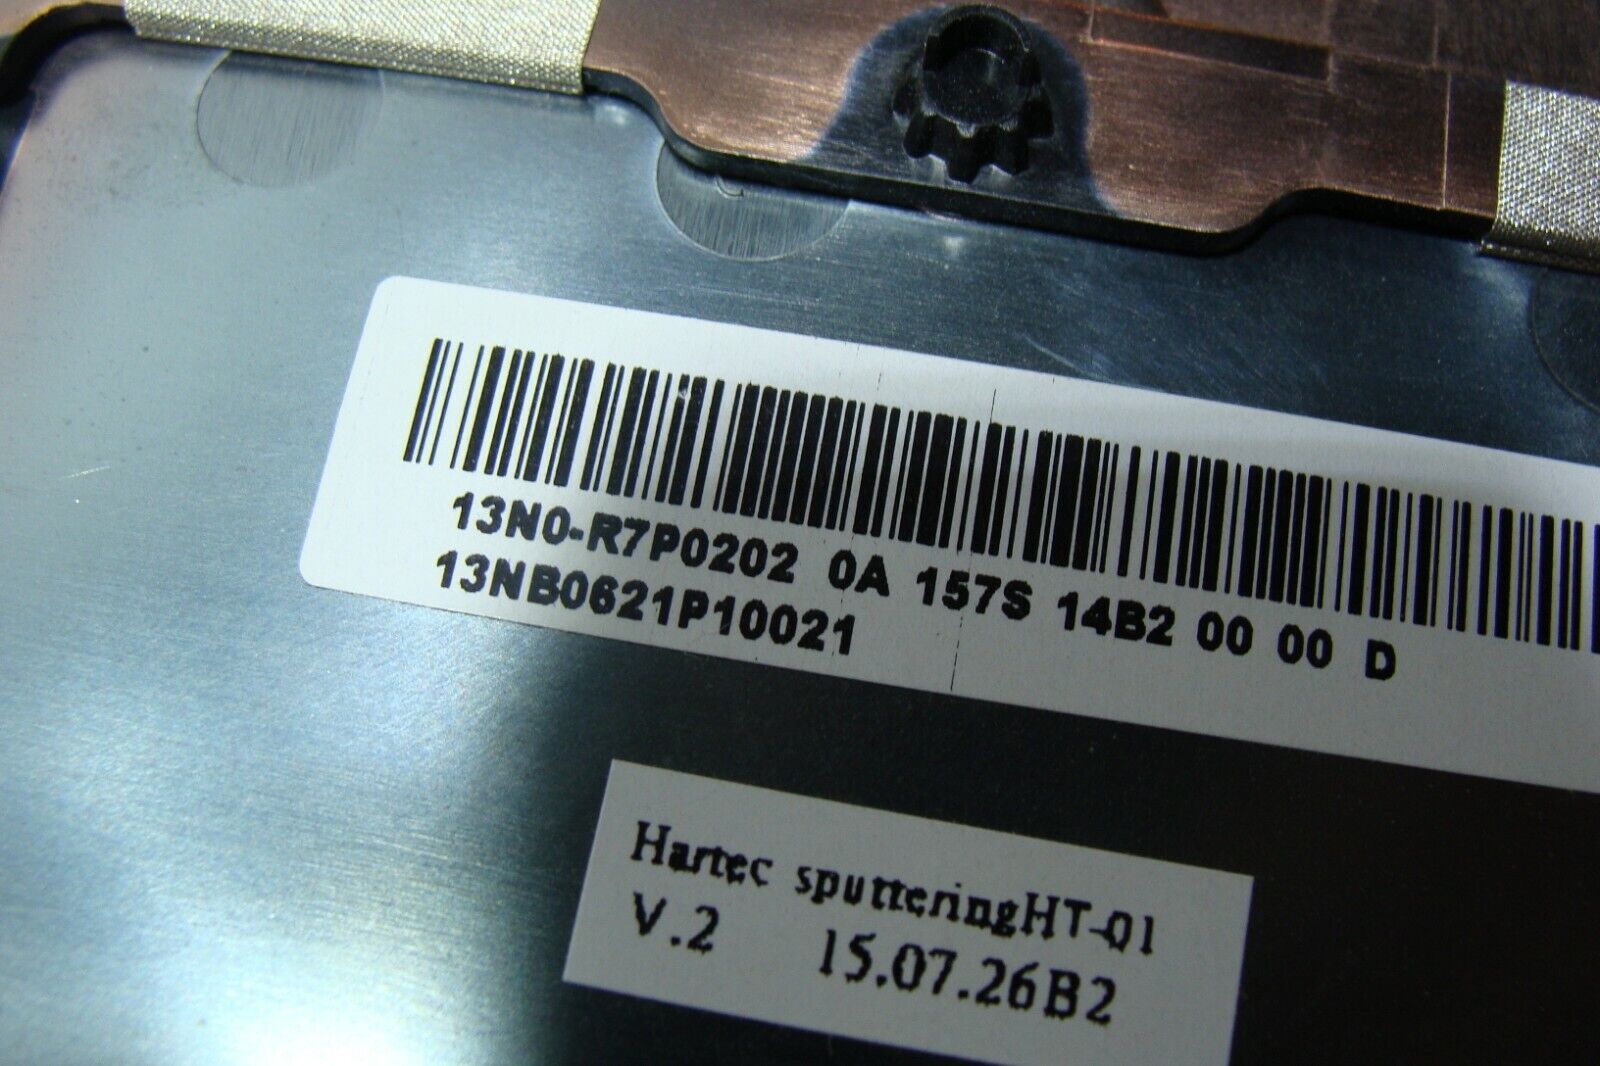 13N0-R7P0202 0A 157S 14B2 00 00 D
13NB0621P10021
Hartec sputteringHT-01
V.2 15.07.26B2